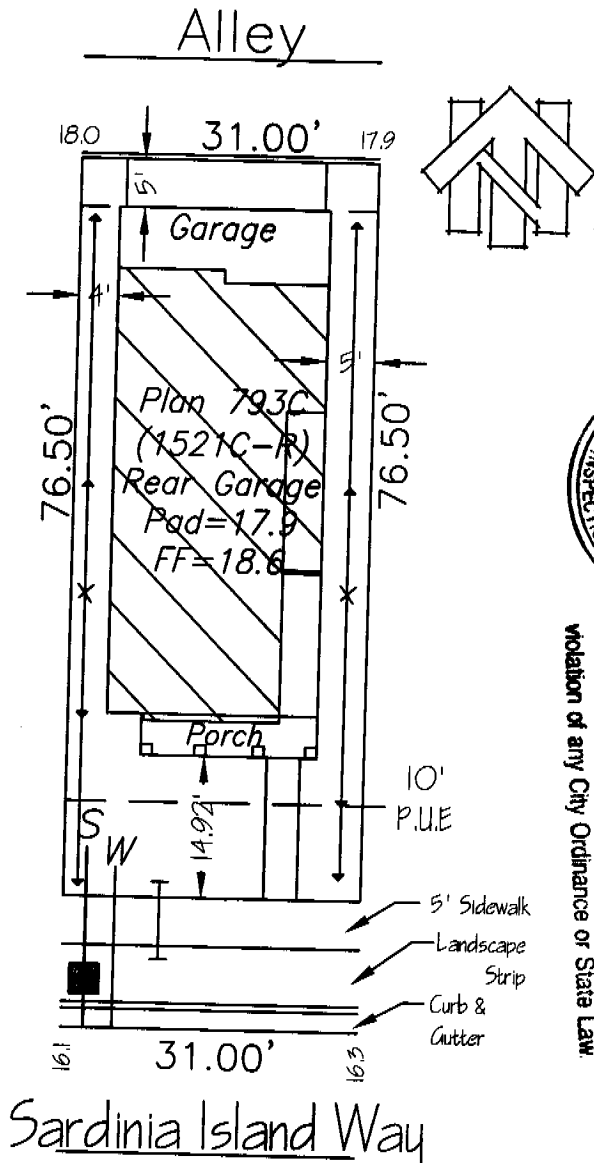 Alley
18.0
31.00'
17.9
5'
Garage
4'
5'
76.50'
76.50'
Plan 793C
(1521C-R)
Rear Garage
Pad=17.9
FF=18.6
Porch
14.92'
10'
P.U.E
S
W
5' Sidewalk
Landscape
Strip
Curb &
Gutter
16.1
31.00'
16.3
Sardinia Island Way
violation of any City Ordinance or State Law.